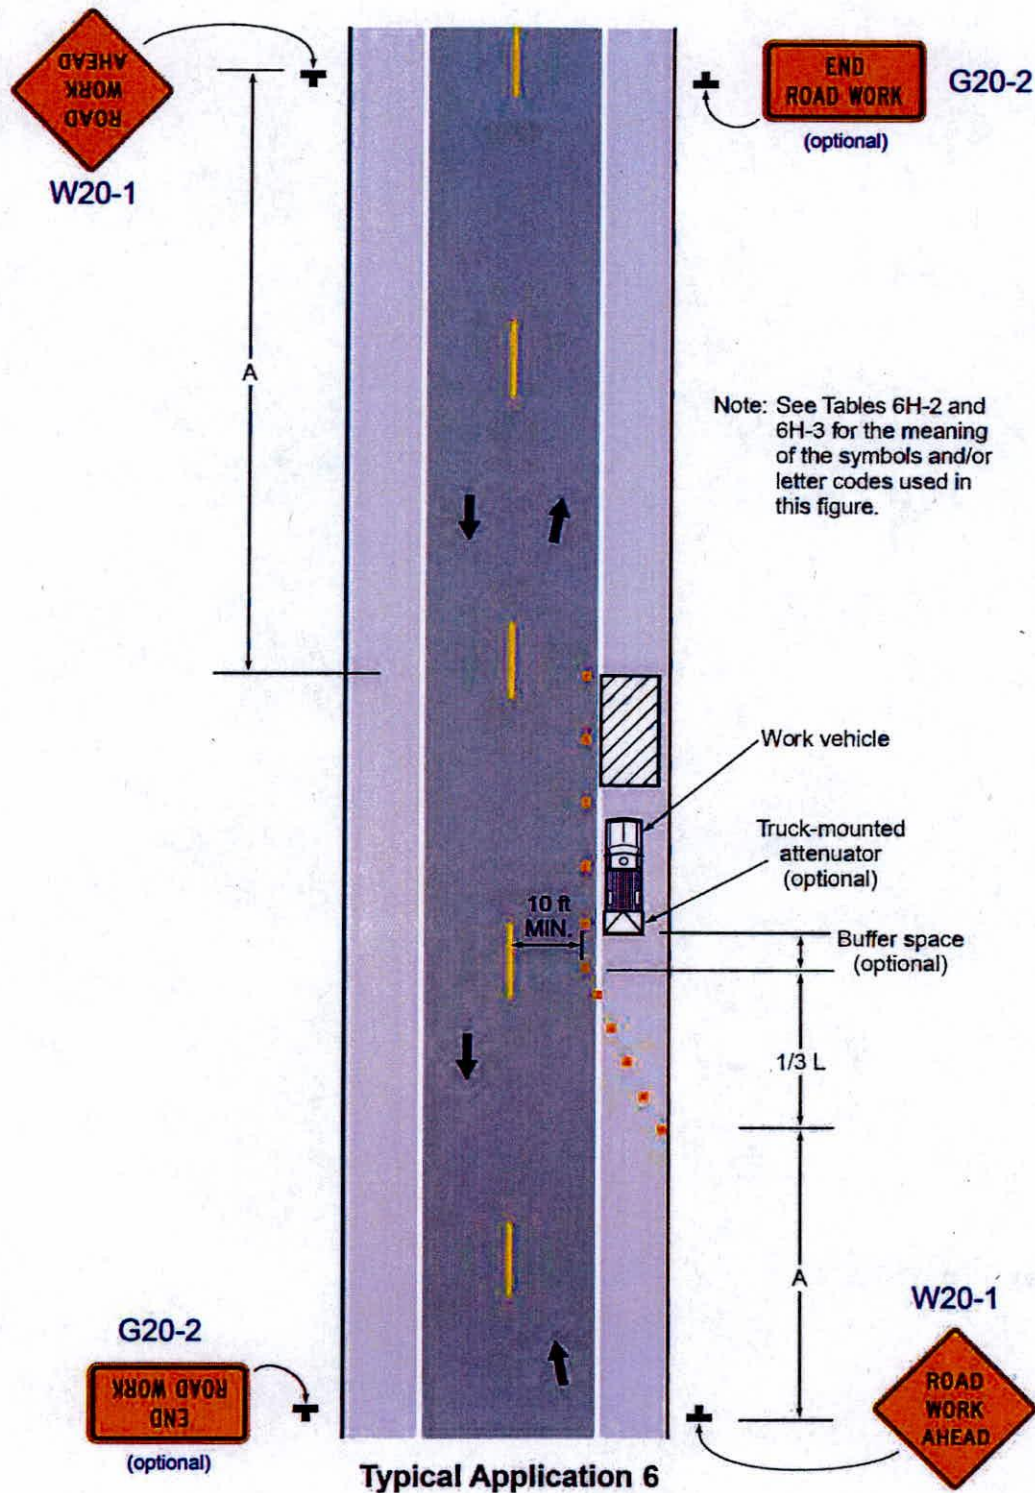 ROAD
WORK
AHEAD
W20-1
END
ROAD WORK
(optional)
G20-2
A
Note: See Tables 6H-2 and
6H-3 for the meaning
of the symbols and/or
letter codes used in
this figure.
Work vehicle
Truck-mounted
attenuator
(optional)
10 ft
MIN.
Buffer space
(optional)
1/3 L
A
G20-2
END
ROAD WORK
(optional)
W20-1
ROAD
WORK
AHEAD
Typical Application 6